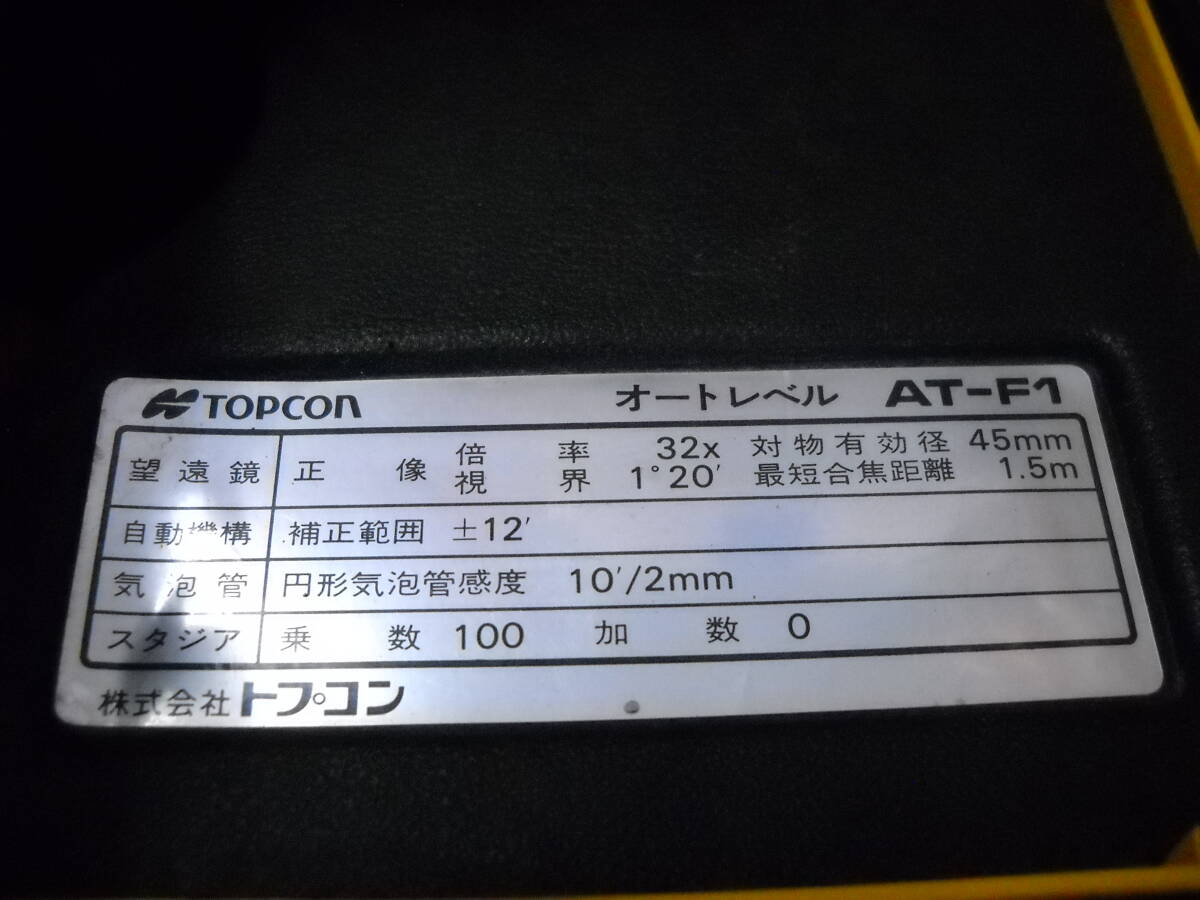 TOPCON オートレベル AT-F1
望遠鏡 正像 倍率 32x 対物有効径 45mm
視界 1°20′ 最短合焦距離 1.5m
自動機構 補正範囲 ±12′
気泡管 円形気泡管感度 10′/2mm
スタジア 乗数 100 加数 0
株式会社トプコン